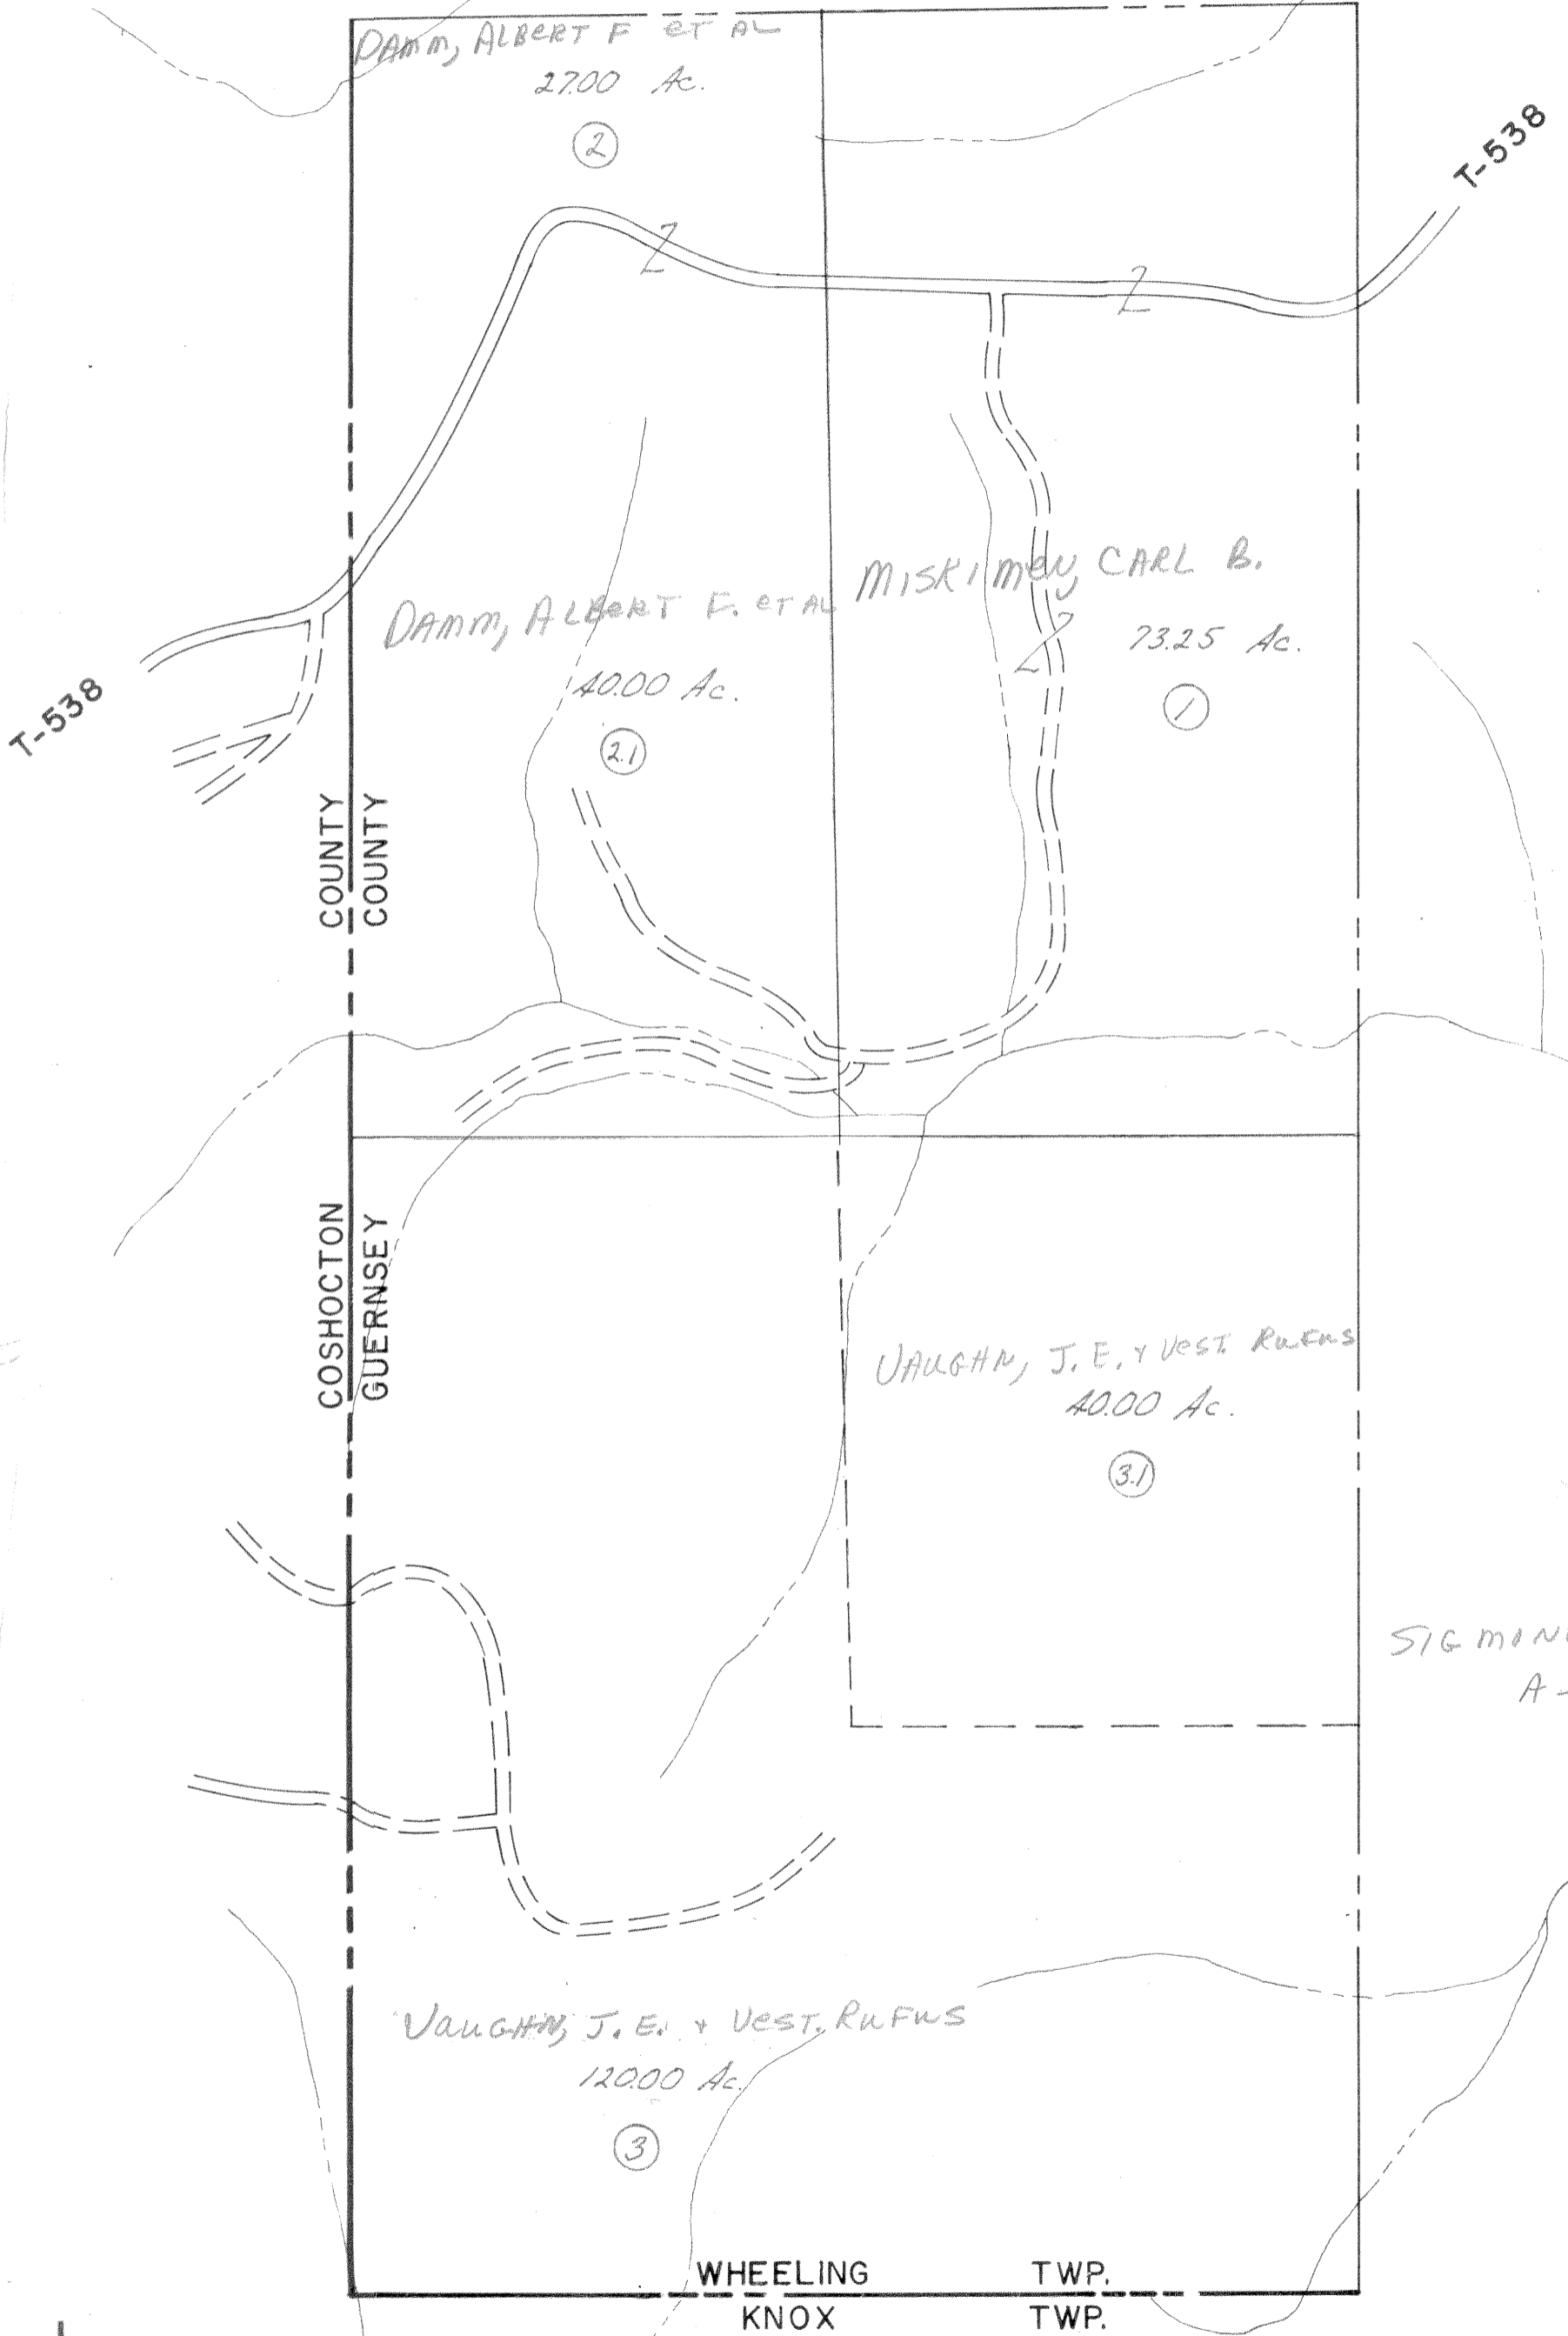 DAMM, ALBERT F ET AL
27.00 Ac.
2
T-538
Z
Z
MISKIMEN, CARL B.
DAMM, ALBERT F. ET AL
Z
73.25 Ac.
40.00 Ac.
1
T-538
2.1
COUNTY
COUNTY
COSHOCTON
GUERNSEY
VAUGHN, J.E. & VEST. RUFUS
40.00 Ac.
3.1
A -
VAUGHN, J.E. & VEST. RUFUS
120.00 Ac.
3
WHEELING TWP.
KNOX TWP.